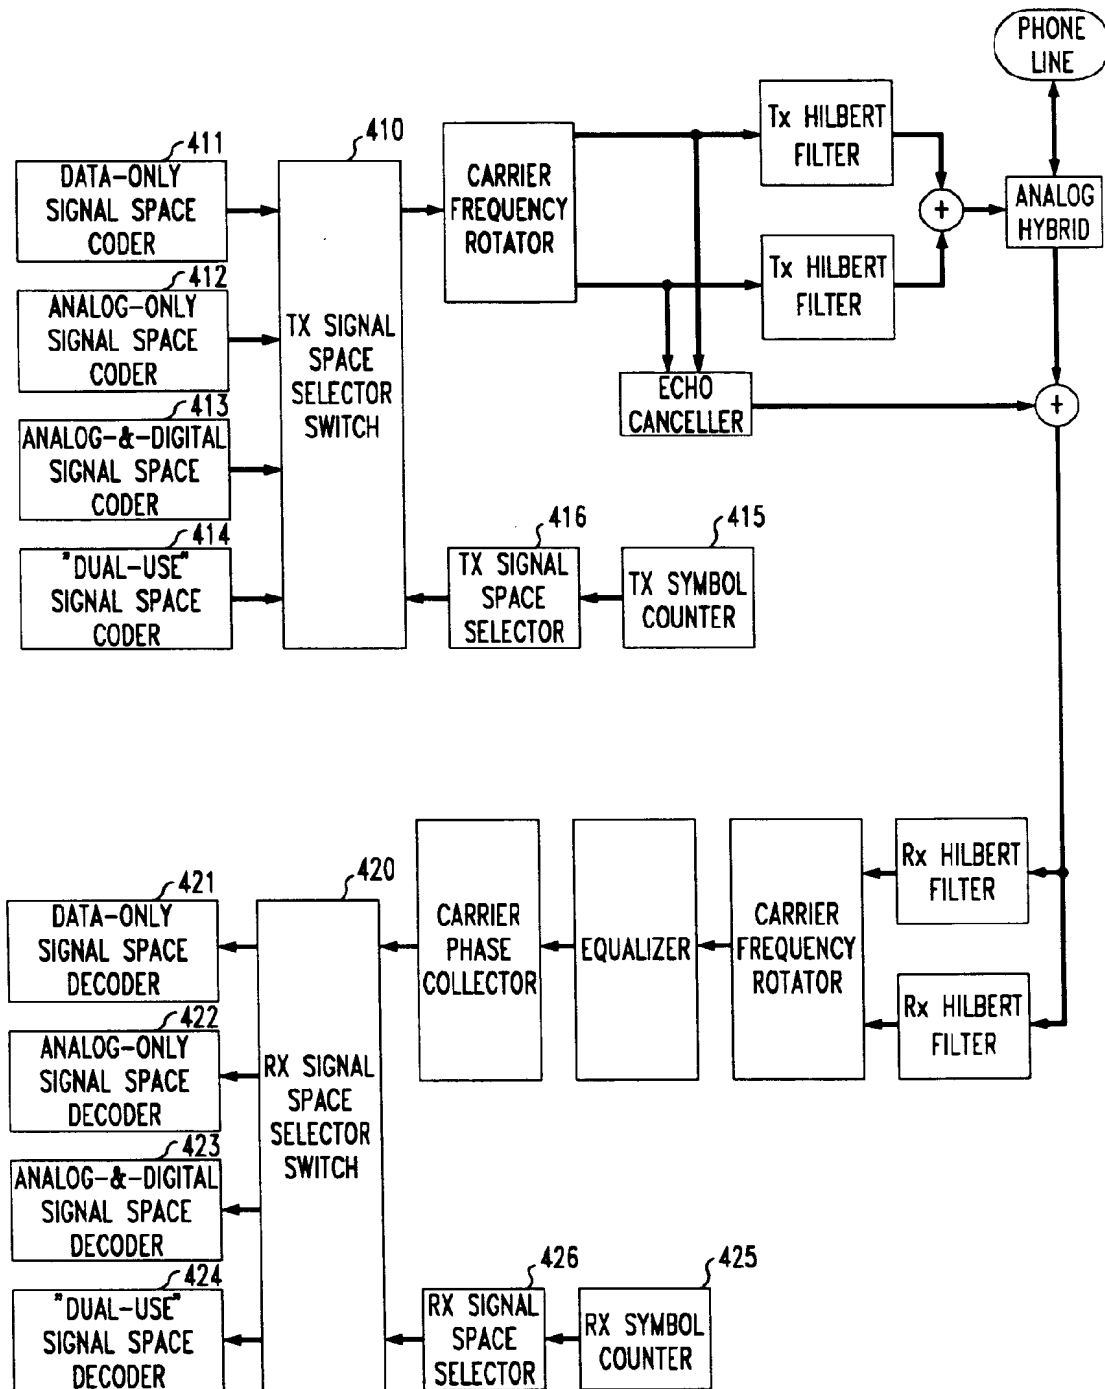 PHONE
LINE
411
DATA-ONLY
SIGNAL SPACE
CODER
412
ANALOG-ONLY
SIGNAL SPACE
CODER
413
ANALOG-&-DIGITAL
SIGNAL SPACE
CODER
414
"DUAL-USE"
SIGNAL SPACE
CODER
410
TX SIGNAL
SPACE
SELECTOR
SWITCH
CARRIER
FREQUENCY
ROTATOR
Tx HILBERT
FILTER
Tx HILBERT
FILTER
+
ANALOG
HYBRID
ECHO
CANCELLER
+
416
TX SIGNAL
SPACE
SELECTOR
415
TX SYMBOL
COUNTER
421
DATA-ONLY
SIGNAL SPACE
DECODER
422
ANALOG-ONLY
SIGNAL SPACE
DECODER
423
ANALOG-&-DIGITAL
SIGNAL SPACE
DECODER
424
"DUAL-USE"
SIGNAL SPACE
DECODER
420
RX SIGNAL
SPACE
SELECTOR
SWITCH
CARRIER
PHASE
COLLECTOR
EQUALIZER
CARRIER
FREQUENCY
ROTATOR
Rx HILBERT
FILTER
Rx HILBERT
FILTER
426
RX SIGNAL
SPACE
SELECTOR
425
RX SYMBOL
COUNTER